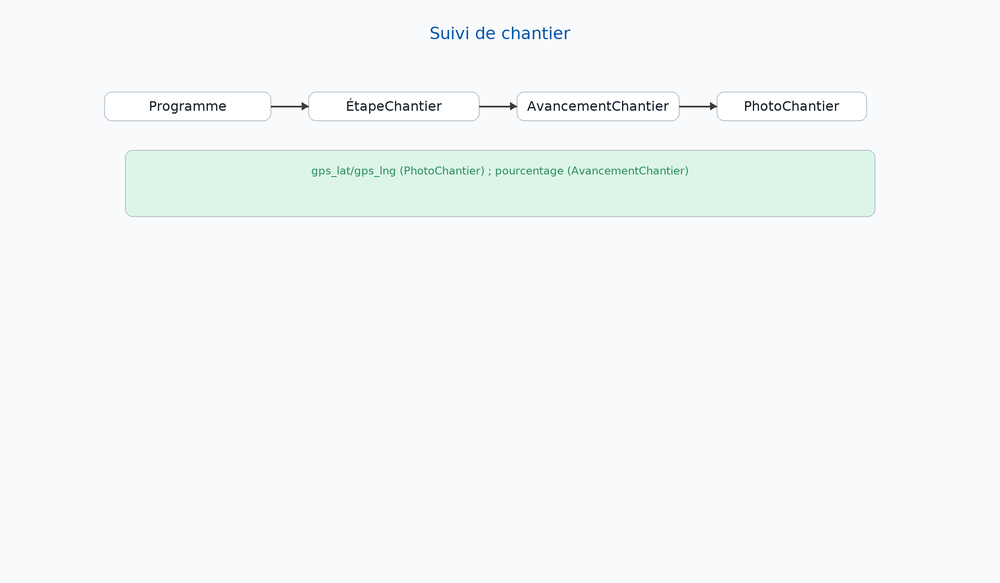 Suivi de chantier
Programme
ÉtapeChantier
AvancementChantier
PhotoChantier
gps_lat/gps_lng (PhotoChantier) ; pourcentage (AvancementChantier)